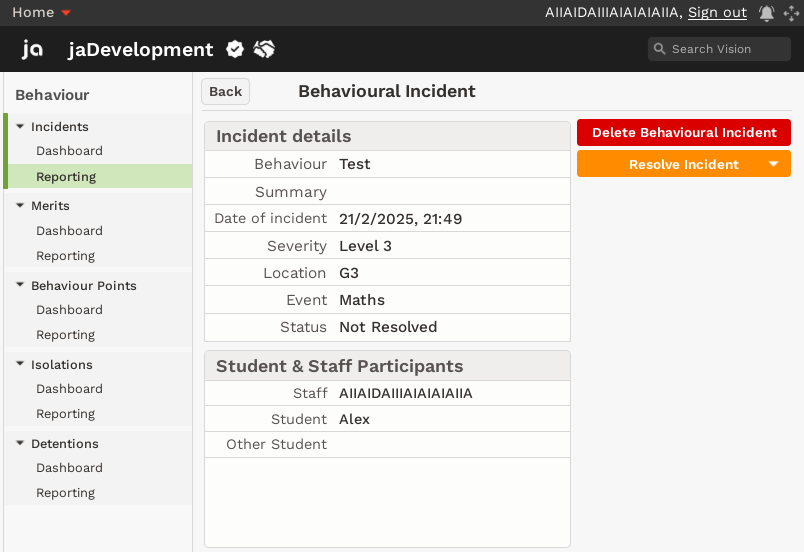 Home
AIIAIDAIIIAIAIAIAIIA, Sign out
ja jaDevelopment
Search Vision
Behaviour
Incidents
Dashboard
Reporting
Merits
Dashboard
Reporting
Behaviour Points
Dashboard
Reporting
Isolations
Dashboard
Reporting
Detentions
Dashboard
Reporting
Back
Behavioural Incident
Incident details
Behaviour Test
Summary
Date of incident 21/2/2025, 21:49
Severity Level 3
Location G3
Event Maths
Status Not Resolved
Student & Staff Participants
Staff AIIAIDAIIIAIAIAIAIIA
Student Alex
Other Student
Delete Behavioural Incident
Resolve Incident